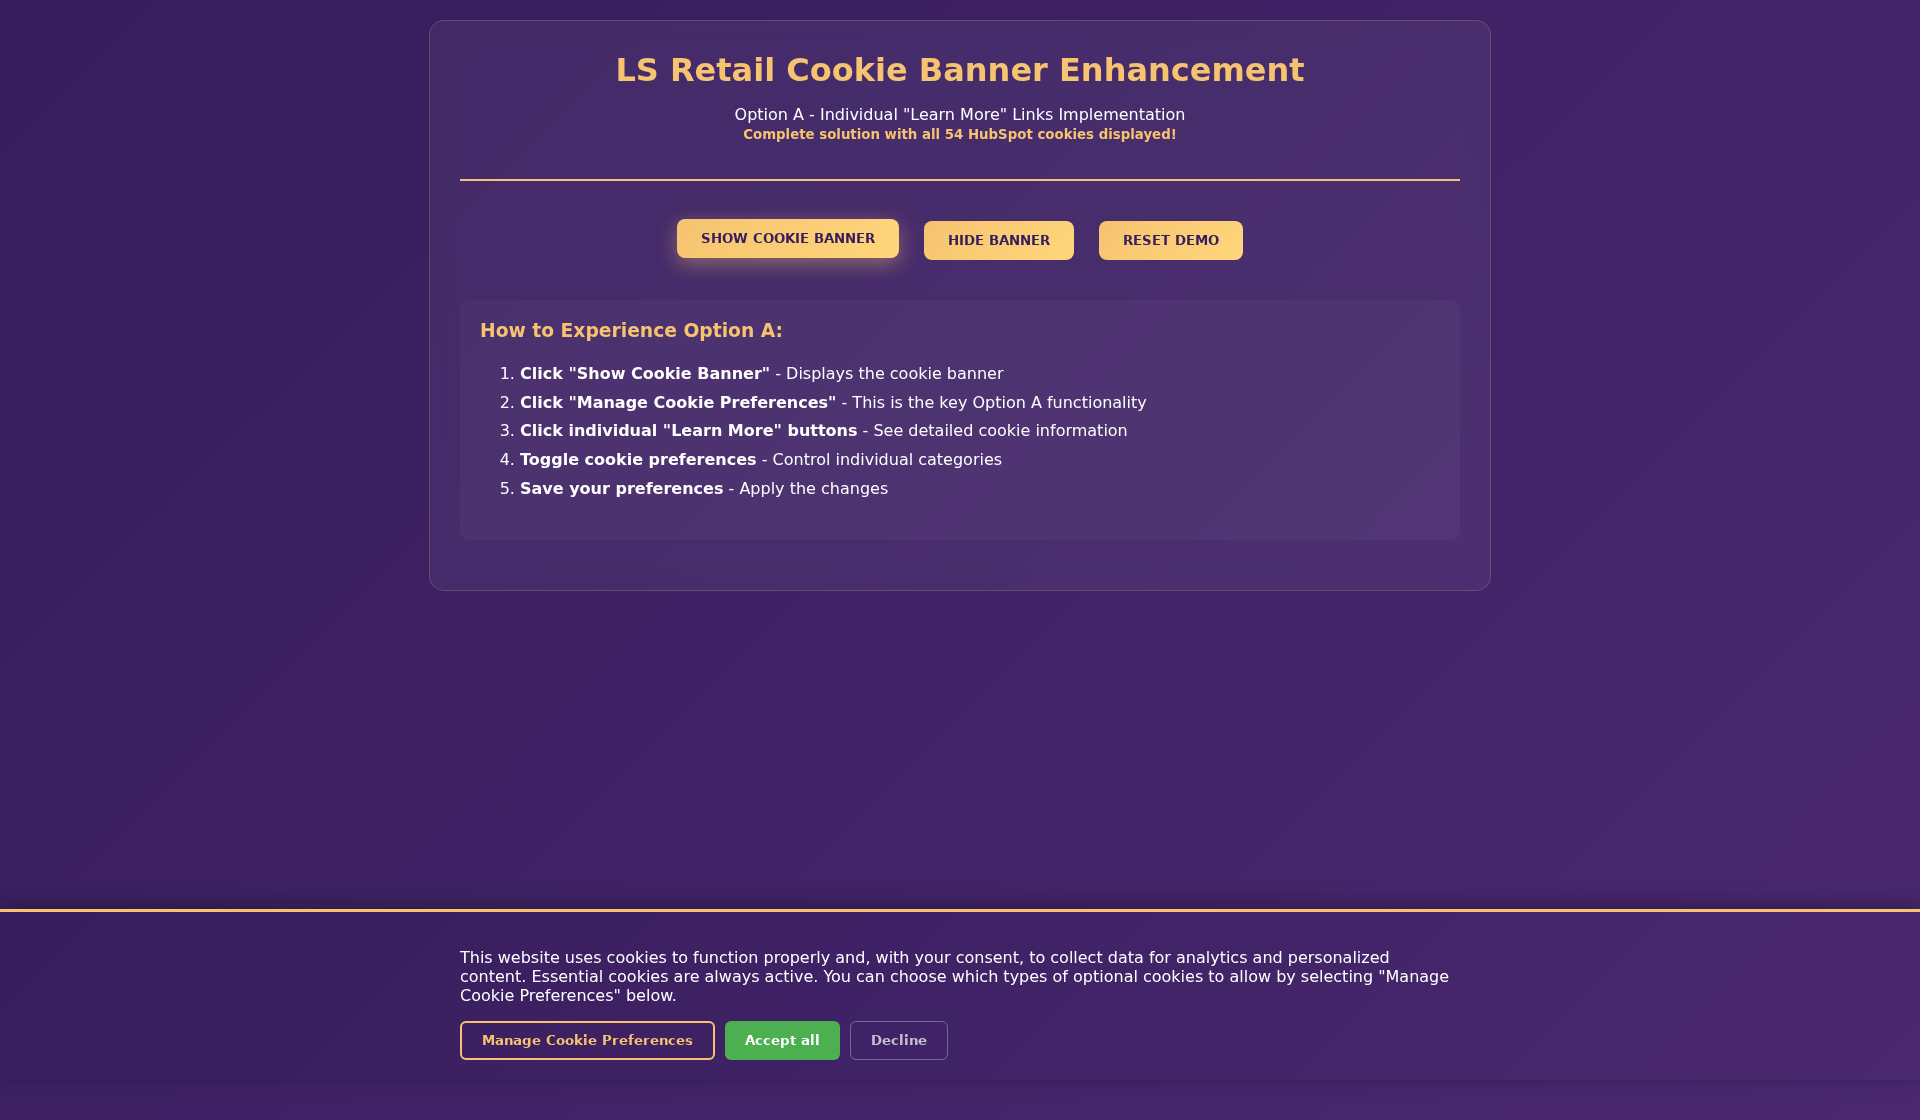 LS Retail Cookie Banner Enhancement
Option A - Individual "Learn More" Links Implementation
Complete solution with all 54 HubSpot cookies displayed!
SHOW COOKIE BANNER
HIDE BANNER
RESET DEMO
How to Experience Option A:
1. Click "Show Cookie Banner" - Displays the cookie banner
2. Click "Manage Cookie Preferences" - This is the key Option A functionality
3. Click individual "Learn More" buttons - See detailed cookie information
4. Toggle cookie preferences - Control individual categories
5. Save your preferences - Apply the changes
This website uses cookies to function properly and, with your consent, to collect data for analytics and personalized
content. Essential cookies are always active. You can choose which types of optional cookies to allow by selecting "Manage
Cookie Preferences" below.
Manage Cookie Preferences
Accept all
Decline